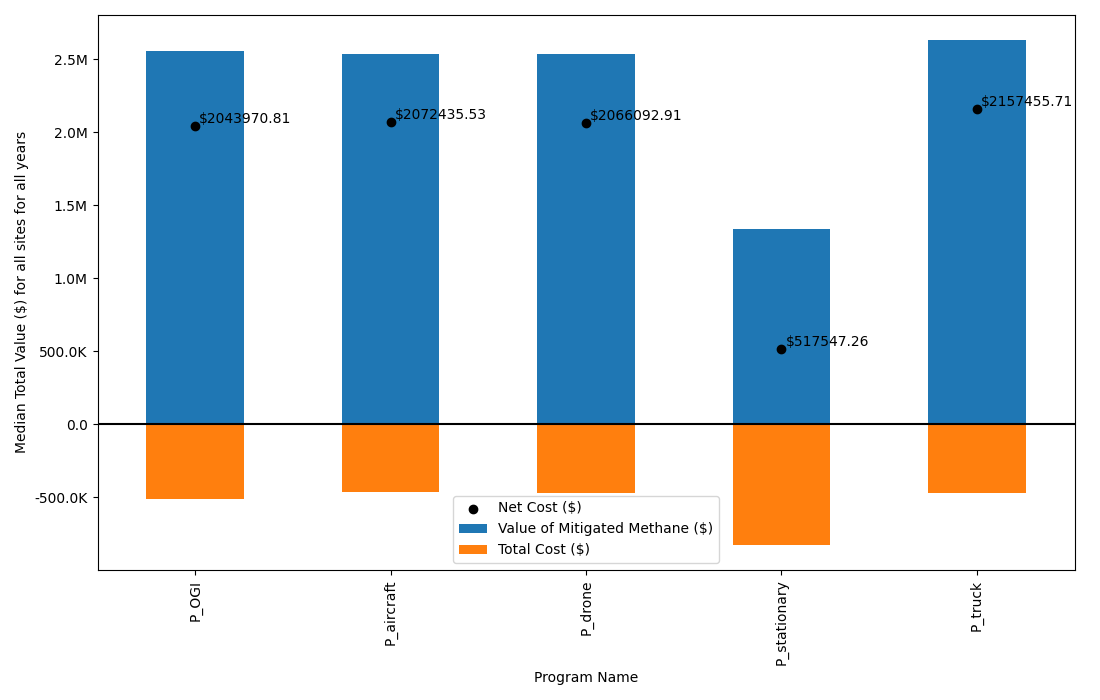 Median Total Value ($) for all sites for all years
2.5M
2.0M
1.5M
1.0M
500.0K
0.0
-500.0K
$2043970.81
$2072435.53
$2066092.91
$517547.26
$2157455.71
Net Cost ($)
Value of Mitigated Methane ($)
Total Cost ($)
P_OGI
P_aircraft
P_drone
P_stationary
P_truck
Program Name